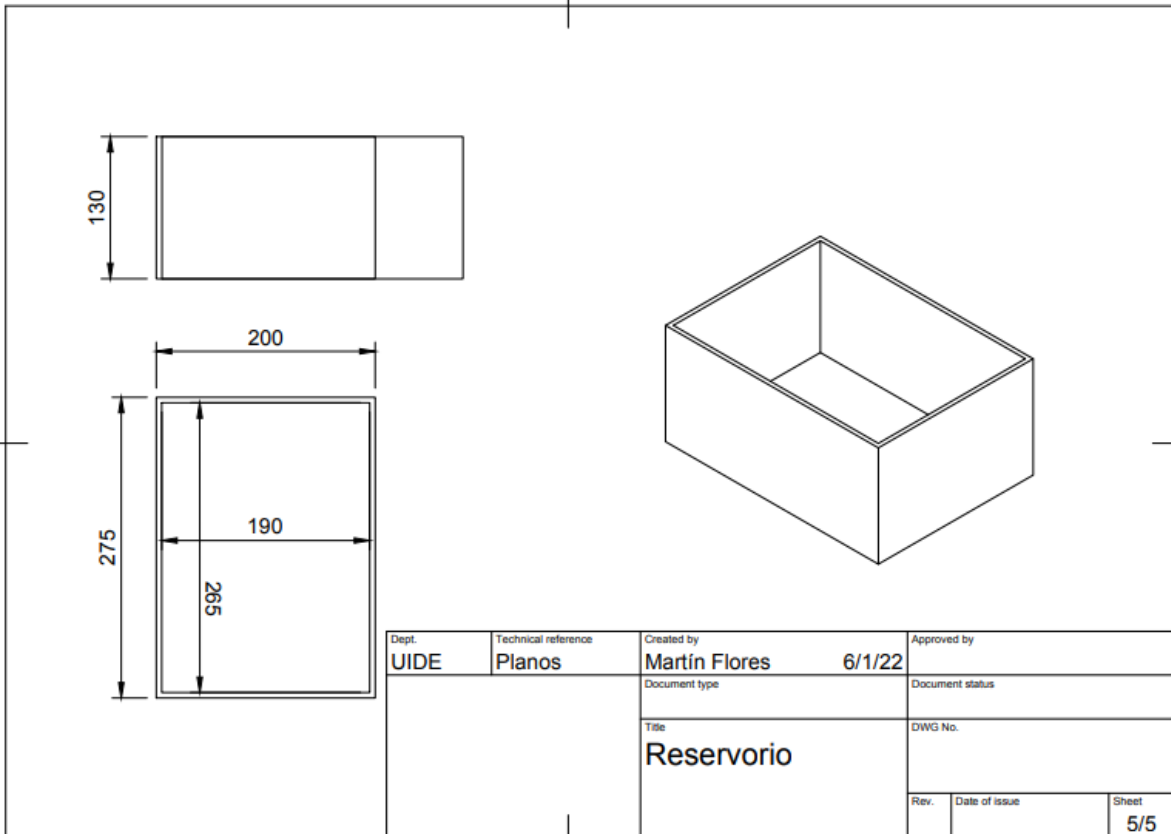 130
200
275
190
265
Dept.
UIDE
Technical reference
Planos
Created by
Martín Flores 6/1/22
Approved by
Document type
Document status
Title
Reservorio
DWG No.
Rev.
Date of issue
Sheet
5/5